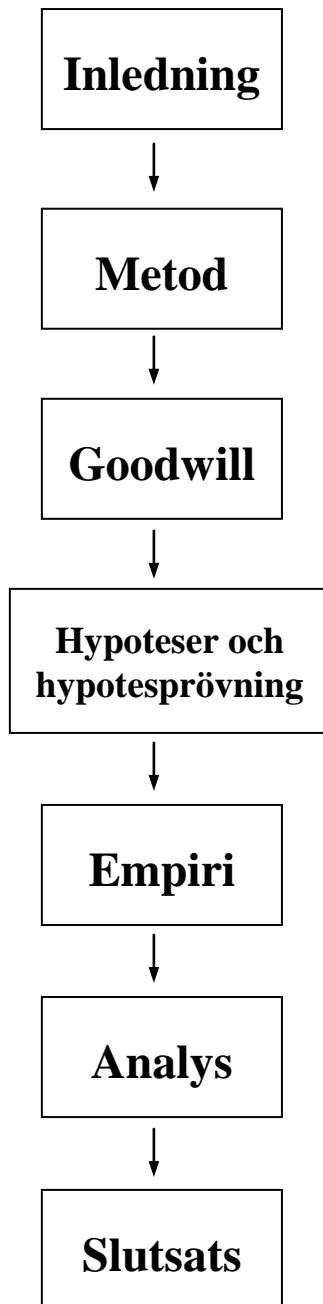 Inledning
Metod
Goodwill
Hypoteser och
hypotesprövning
Empiri
Analys
Slutsats